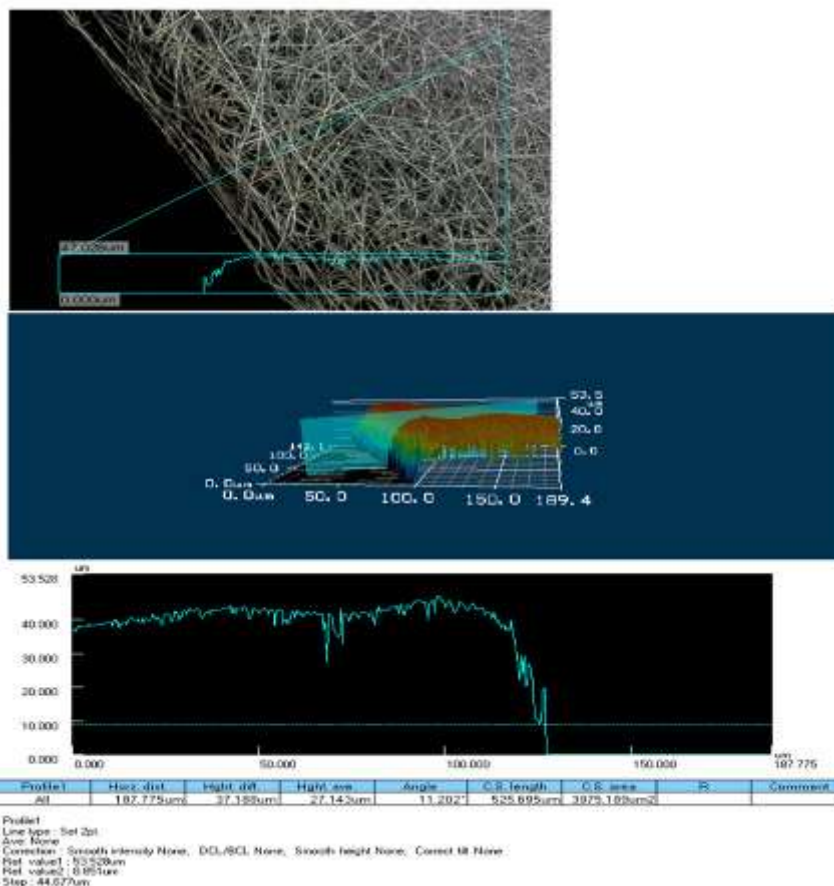 47.028um
0.000um
53.5
um
40.0
20.0
0.0
142.1
100.0
50.0
0.0um
0.0um 50.0 100.0 150.0 189.4
um
53.528
40.000
30.000
20.000
10.000
0.000
0.000 50.000 100.000 150.000 um 187.775
Profile1 Horz. dist. Hght. diff. Hght. ave. Angle C.S. length C.S. area R Comment
All 187.775um 37.188um 27.143um 11.202° 525.695um 3975.189um2
Profile1
Line type : Set 2pt.
Ave: None
Correction : Smooth intensity None, DCL/BCL None, Smooth height None, Correct tilt None
Ref. value1 : 53.528um
Ref. value2 : 8.851um
Step : 44.677um